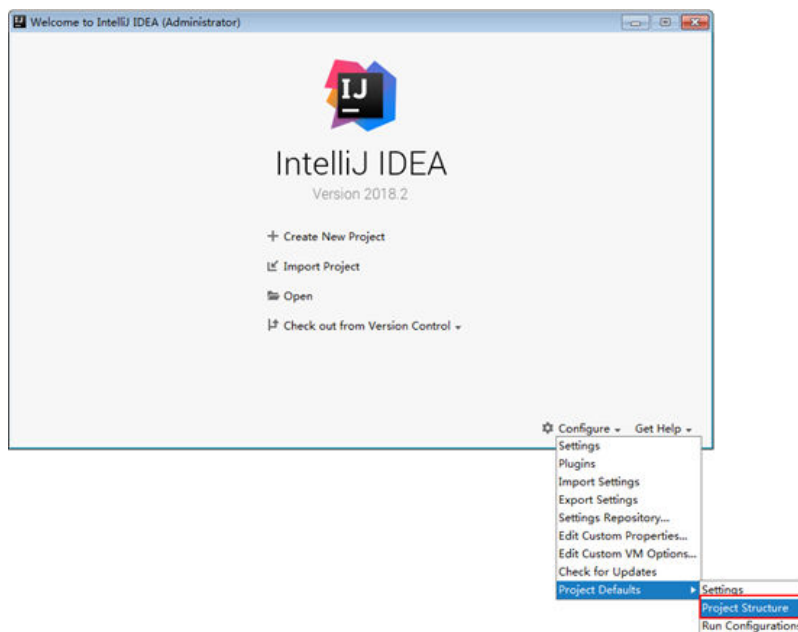 Welcome to IntelliJ IDEA (Administrator)
IJ
IntelliJ IDEA
Version 2018.2
Create New Project
Import Project
Open
Check out from Version Control
Configure Get Help
Settings
Plugins
Import Settings
Export Settings
Settings Repository...
Edit Custom Properties...
Edit Custom VM Options...
Check for Updates
Project Defaults Settings
Project Structure
Run Configurations